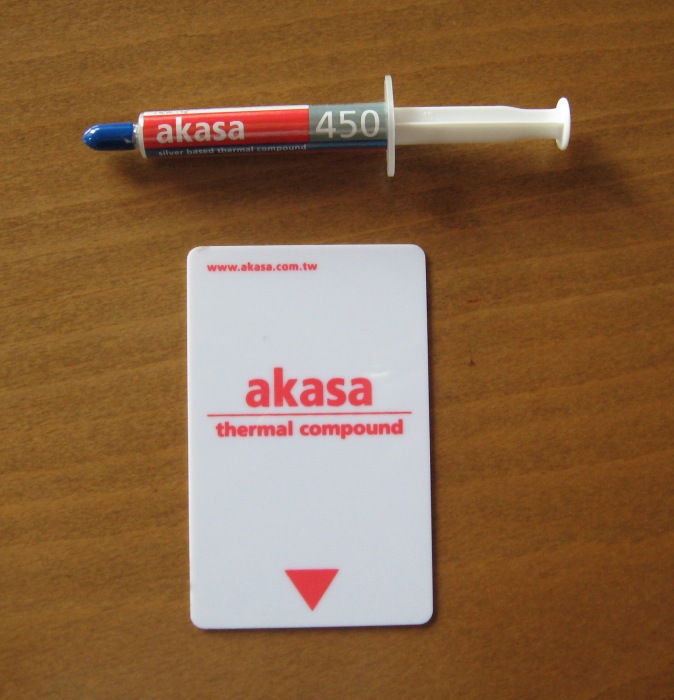 akasa 450
silver based thermal compound
www.akasa.com.tw
akasa
thermal compound